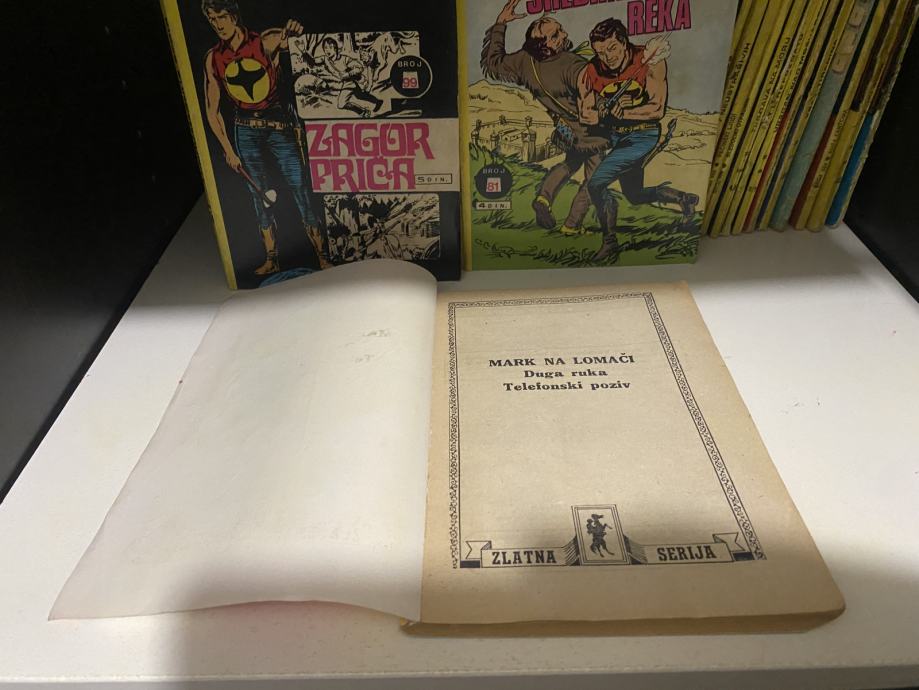 BROJ
99
ZAGOR
PRIČA
5 DIN.
REKA
BROJ
81
4 DIN.
MARK NA LOMAČI
Duga ruka
Telefonski poziv
ZLATNA
SERIJA